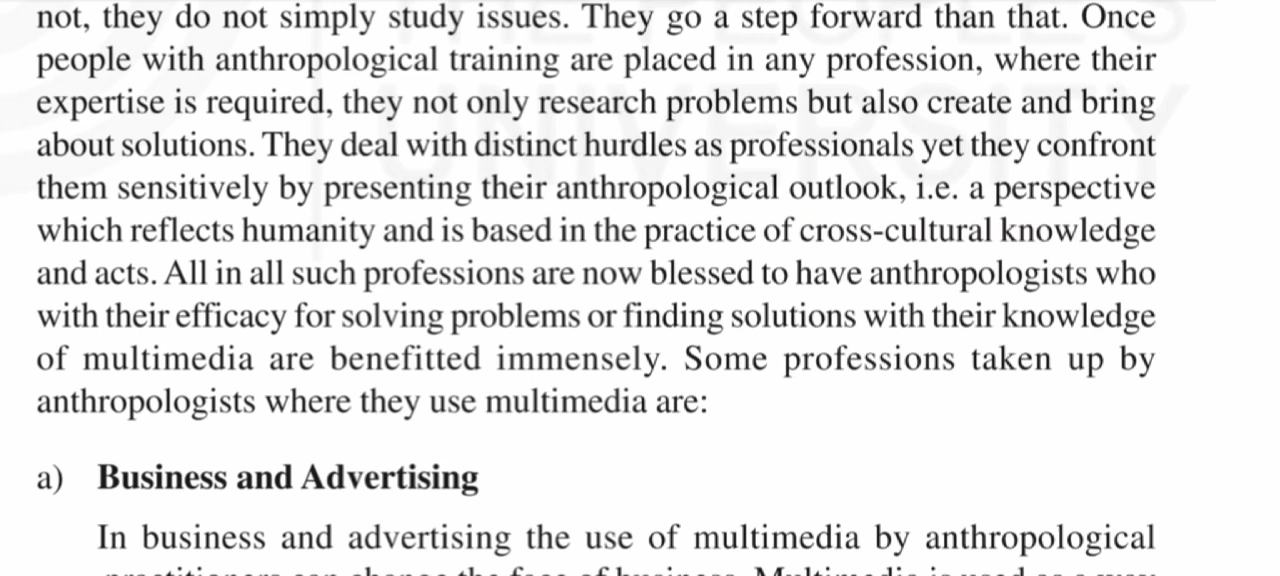 not, they do not simply study issues. They go a step forward than that. Once
people with anthropological training are placed in any profession, where their
expertise is required, they not only research problems but also create and bring
about solutions. They deal with distinct hurdles as professionals yet they confront
them sensitively by presenting their anthropological outlook, i.e. a perspective
which reflects humanity and is based in the practice of cross-cultural knowledge
and acts. All in all such professions are now blessed to have anthropologists who
with their efficacy for solving problems or finding solutions with their knowledge
of multimedia are benefitted immensely. Some professions taken up by
anthropologists where they use multimedia are:
a) Business and Advertising
In business and advertising the use of multimedia by anthropological